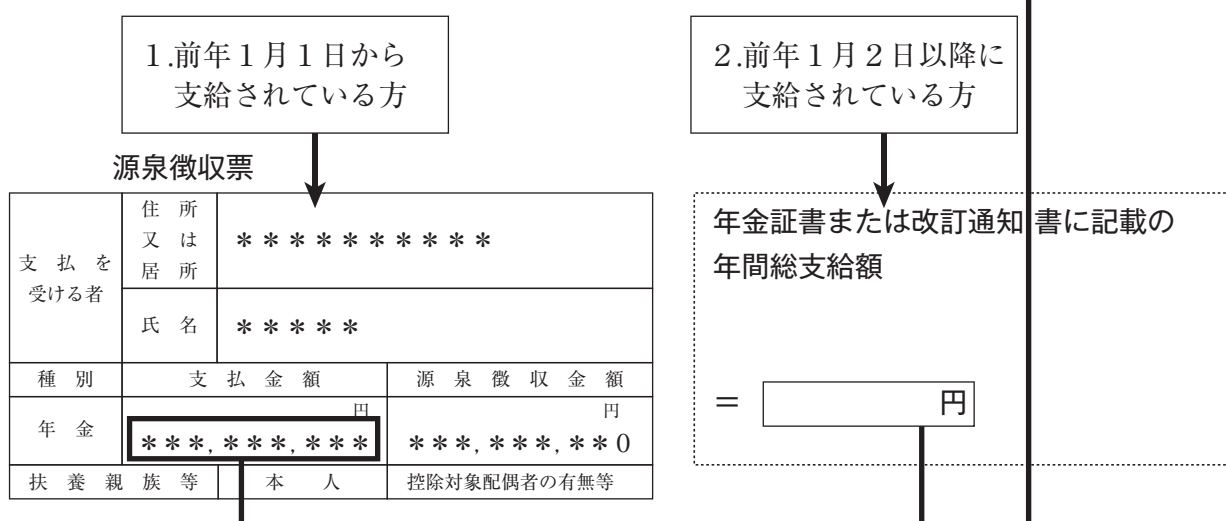 １.前年１月１日から
支給されている方
２.前年１月２日以降に
支給されている方
源泉徴収票
支払を
受ける者
住所
又は
居所
＊＊＊＊＊＊＊＊＊＊
氏名
＊＊＊＊＊
種別
支払金額
源泉徴収金額
年金
円
＊＊＊,＊＊＊,＊＊＊
円
＊＊＊,＊＊＊,＊＊0
扶養親族等
本人
控除対象配偶者の有無等
年金証書または改訂通知書に記載の
年間総支給額
＝ 円